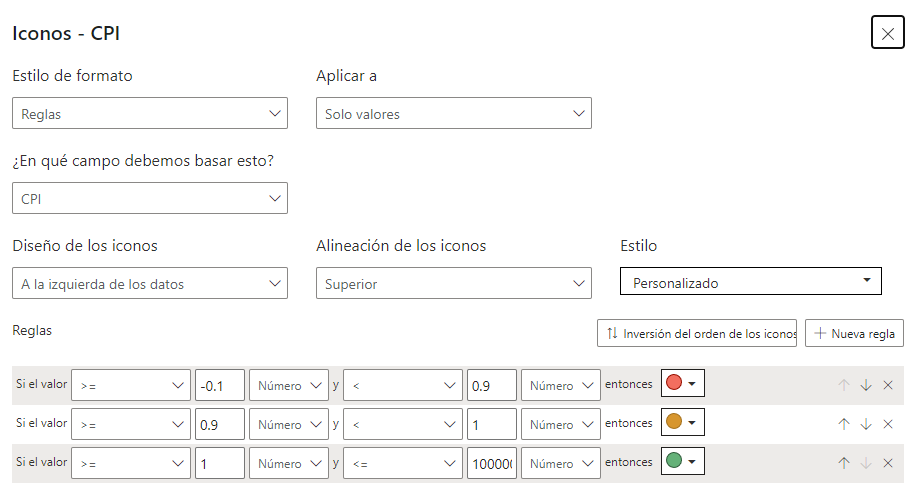 Iconos - CPI
Estilo de formato Aplicar a
Reglas Solo valores
¿En qué campo debemos basar esto?
CPI
Diseño de los iconos Alineación de los iconos Estilo
A la izquierda de los datos Superior Personalizado
Reglas Inversión del orden de los iconos + Nueva regla
Si el valor >= -0.1 Número y < 0.9 Número entonces
Si el valor >= 0.9 Número y < 1 Número entonces
Si el valor >= 1 Número y <= 100000 Número entonces